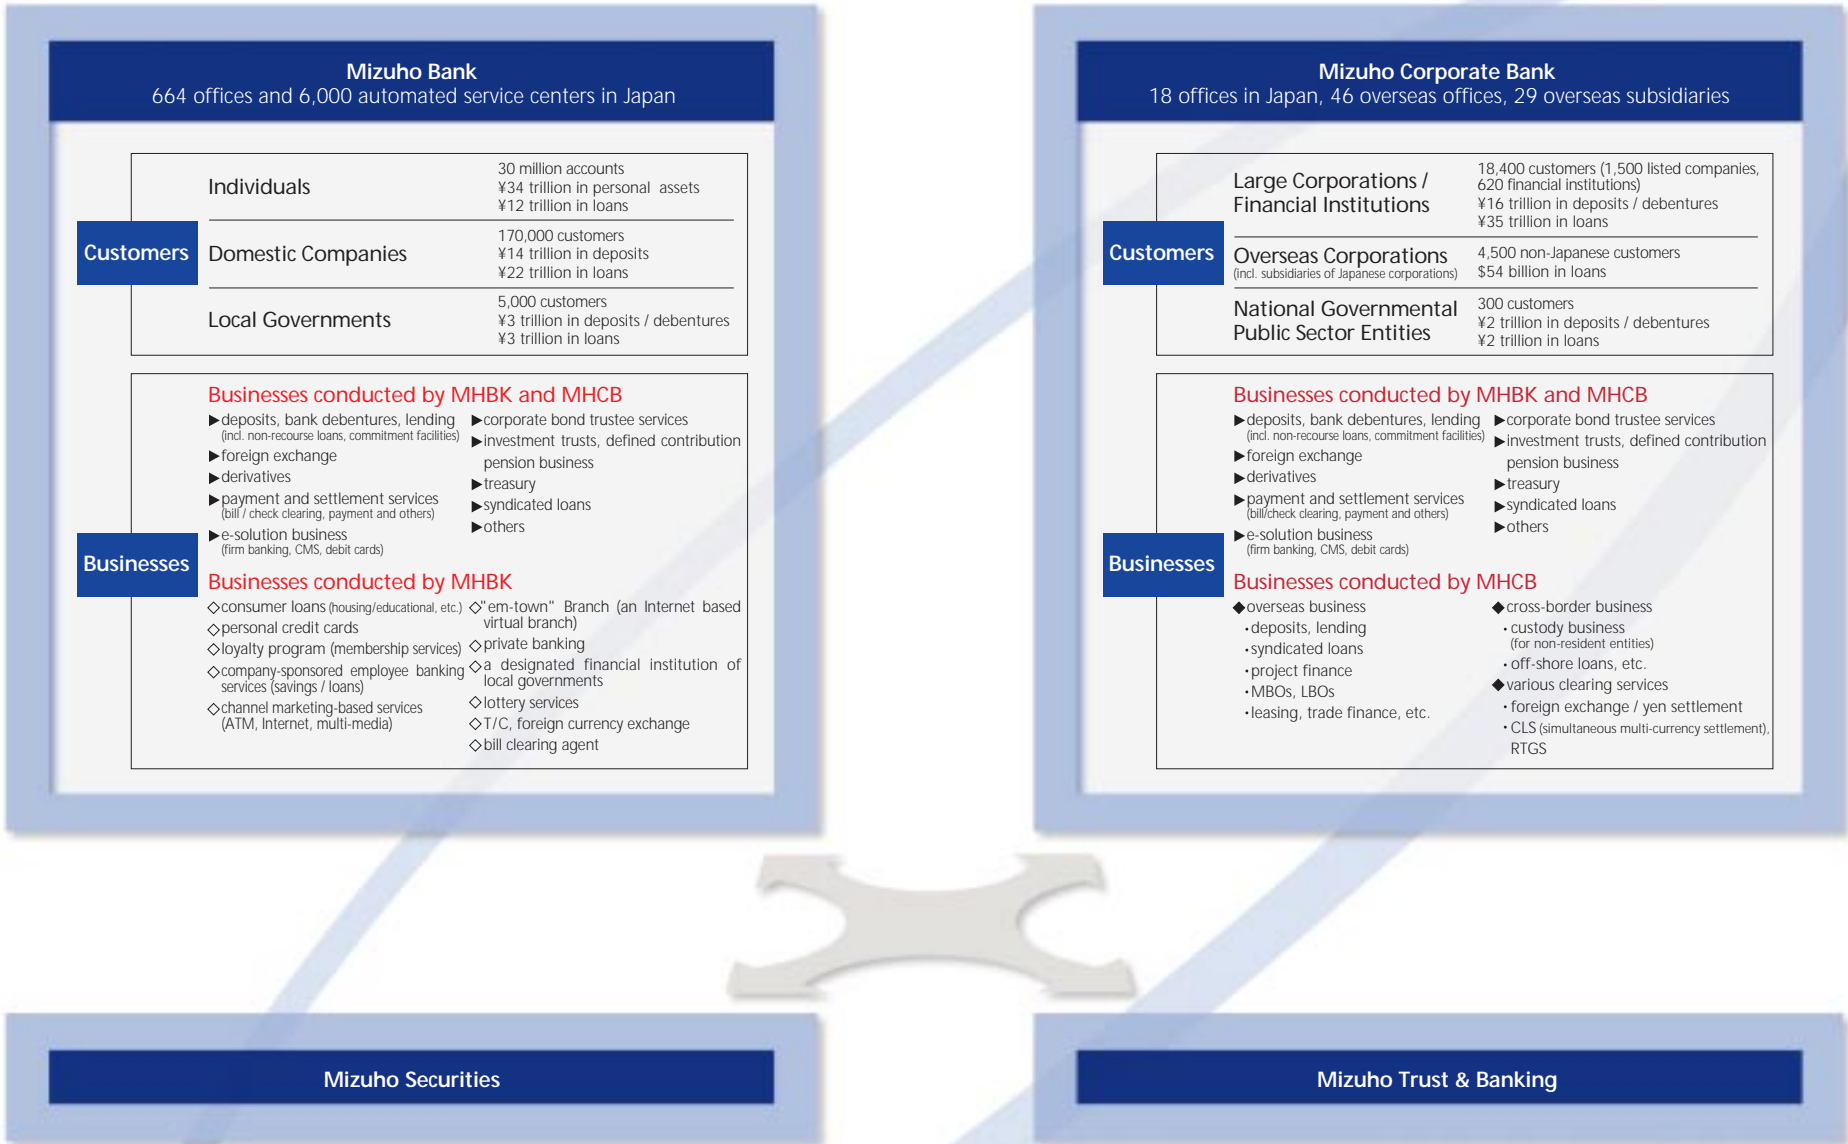 Mizuho Bank
664 offices and 6,000 automated service centers in Japan
Customers
Individuals
30 million accounts
¥34 trillion in personal assets
¥12 trillion in loans
Domestic Companies
170,000 customers
¥14 trillion in deposits
¥22 trillion in loans
Local Governments
5,000 customers
¥3 trillion in deposits / debentures
¥3 trillion in loans
Businesses
Businesses conducted by MHBK and MHCB
▶deposits, bank debentures, lending
(incl. non-recourse loans, commitment facilities)
▶foreign exchange
▶derivatives
▶payment and settlement services
(bill / check clearing, payment and others)
▶e-solution business
(firm banking, CMS, debit cards)
▶corporate bond trustee services
▶investment trusts, defined contribution
pension business
▶treasury
▶syndicated loans
▶others
Businesses conducted by MHBK
◇consumer loans (housing/educational, etc.)
◇personal credit cards
◇loyalty program (membership services)
◇company-sponsored employee banking
services (savings / loans)
◇channel marketing-based services
(ATM, Internet, multi-media)
◇"em-town" Branch (an Internet based
virtual branch)
◇private banking
◇a designated financial institution of
local governments
◇lottery services
◇T/C, foreign currency exchange
◇bill clearing agent
Mizuho Corporate Bank
18 offices in Japan, 46 overseas offices, 29 overseas subsidiaries
Customers
Large Corporations /
Financial Institutions
18,400 customers (1,500 listed companies,
620 financial institutions)
¥16 trillion in deposits / debentures
¥35 trillion in loans
Overseas Corporations
(incl. subsidiaries of Japanese corporations)
4,500 non-Japanese customers
$54 billion in loans
National Governmental
Public Sector Entities
300 customers
¥2 trillion in deposits / debentures
¥2 trillion in loans
Businesses
Businesses conducted by MHBK and MHCB
▶deposits, bank debentures, lending
(incl. non-recourse loans, commitment facilities)
▶foreign exchange
▶derivatives
▶payment and settlement services
(bill/check clearing, payment and others)
▶e-solution business
(firm banking, CMS, debit cards)
▶corporate bond trustee services
▶investment trusts, defined contribution
pension business
▶treasury
▶syndicated loans
▶others
Businesses conducted by MHCB
◆overseas business
・deposits, lending
・syndicated loans
・project finance
・MBOs, LBOs
・leasing, trade finance, etc.
◆cross-border business
・custody business
(for non-resident entities)
・off-shore loans, etc.
◆various clearing services
・foreign exchange / yen settlement
・CLS (simultaneous multi-currency settlement),
RTGS
Mizuho Securities
Mizuho Trust & Banking